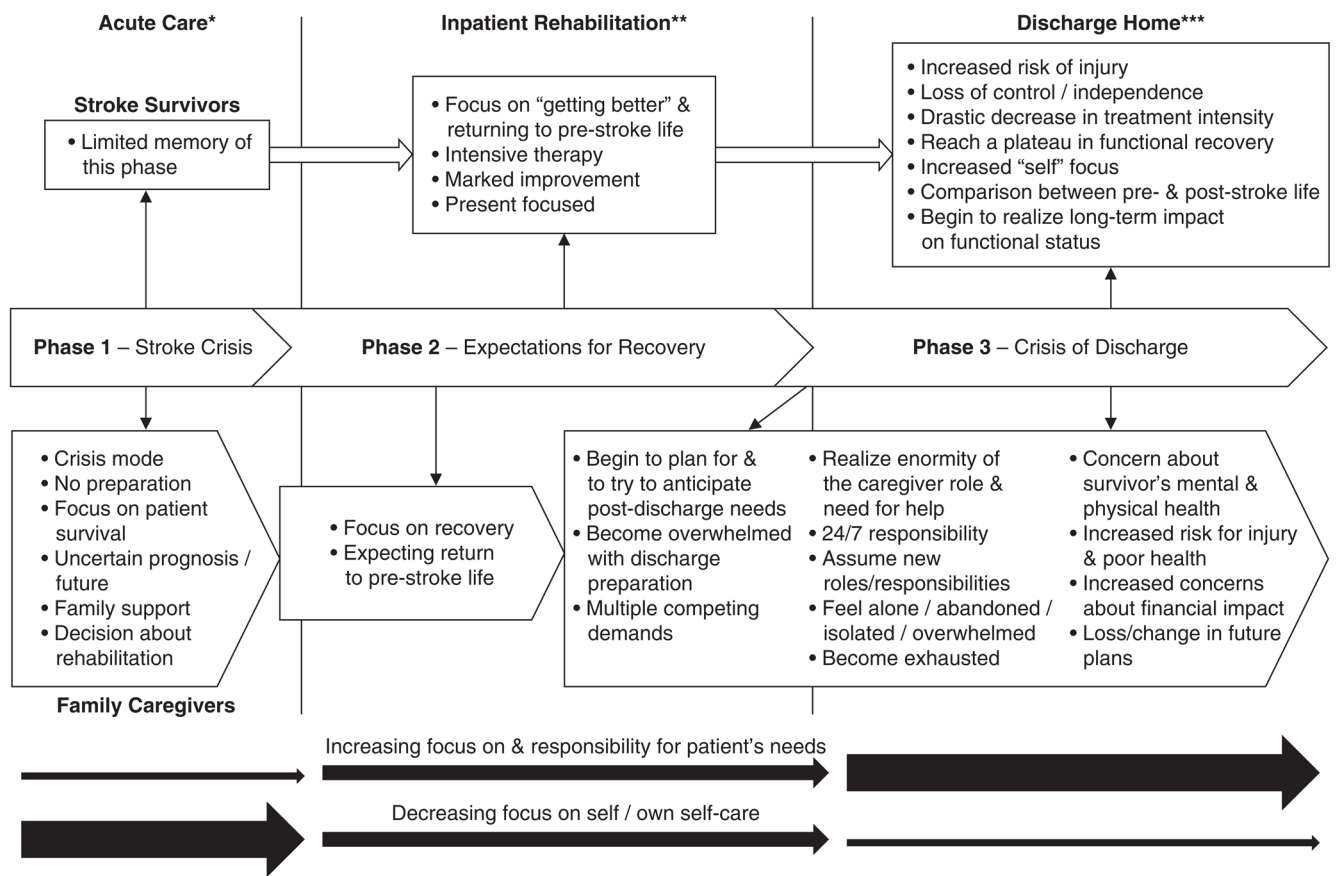 Acute Care*
Inpatient Rehabilitation**
Discharge Home***
Stroke Survivors
• Limited memory of
this phase
• Focus on “getting better” &
returning to pre-stroke life
• Intensive therapy
• Marked improvement
• Present focused
• Increased risk of injury
• Loss of control / independence
• Drastic decrease in treatment intensity
• Reach a plateau in functional recovery
• Increased “self” focus
• Comparison between pre- & post-stroke life
• Begin to realize long-term impact
on functional status
Phase 1 – Stroke Crisis
Phase 2 – Expectations for Recovery
Phase 3 – Crisis of Discharge
• Crisis mode
• No preparation
• Focus on patient
survival
• Uncertain prognosis /
future
• Family support
• Decision about
rehabilitation
Family Caregivers
• Focus on recovery
• Expecting return
to pre-stroke life
• Begin to plan for &
to try to anticipate
post-discharge needs
• Become overwhelmed
with discharge
preparation
• Multiple competing
demands
• Realize enormity of
the caregiver role &
need for help
• 24/7 responsibility
• Assume new
roles/responsibilities
• Feel alone / abandoned /
isolated / overwhelmed
• Become exhausted
• Concern about
survivor’s mental &
physical health
• Increased risk for injury
& poor health
• Increased concerns
about financial impact
• Loss/change in future
plans
Increasing focus on & responsibility for patient’s needs
Decreasing focus on self / own self-care